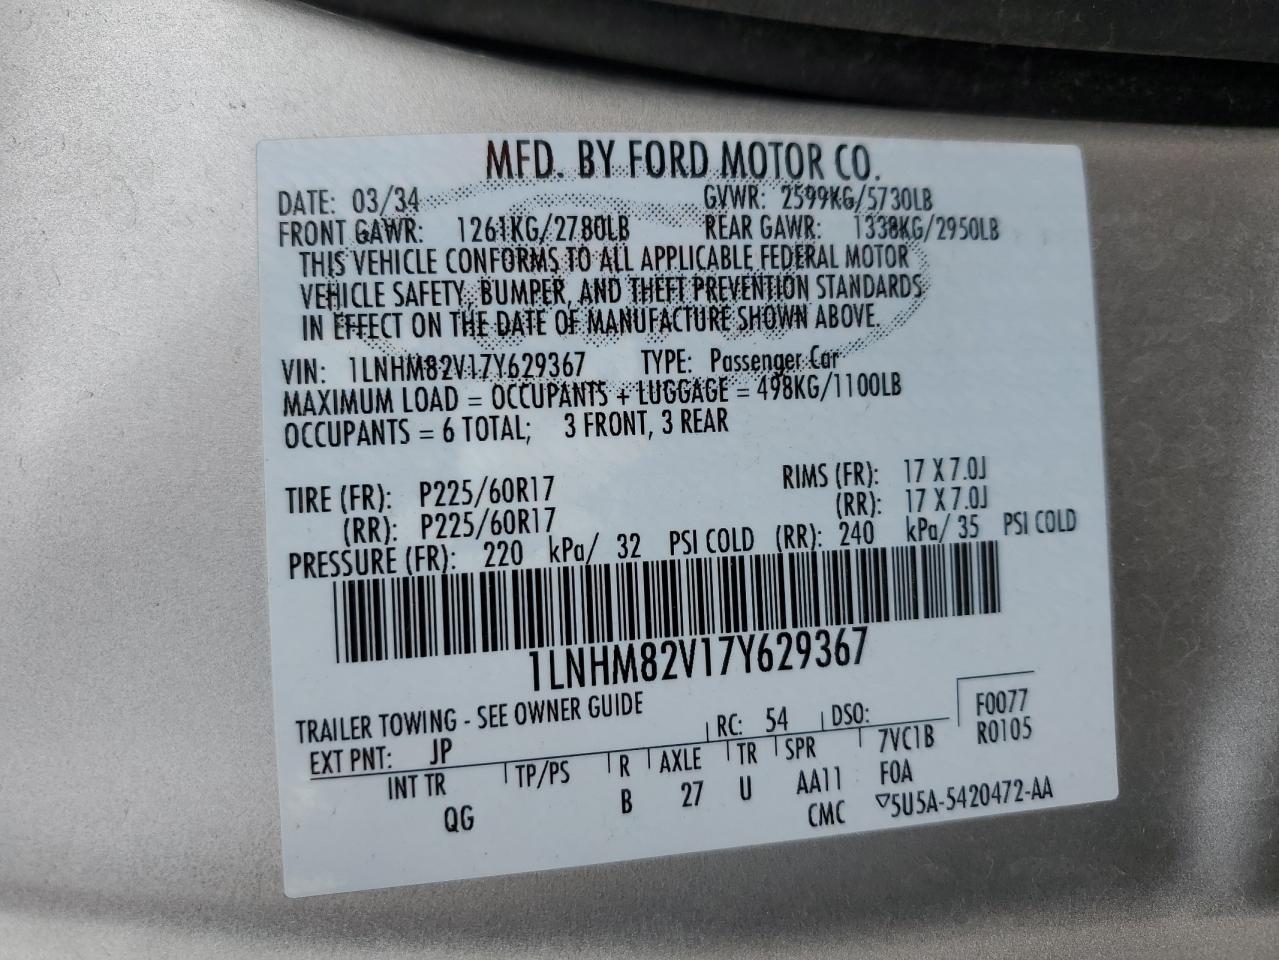 MFD. BY FORD MOTOR CO.
DATE: 03/34 GVWR: 2599KG/5730LB
FRONT GAWR: 1261KG/2780LB REAR GAWR: 1338KG/2950LB
THIS VEHICLE CONFORMS TO ALL APPLICABLE FEDERAL MOTOR
VEHICLE SAFETY, BUMPER, AND THEFT PREVENTION STANDARDS
IN EFFECT ON THE DATE OF MANUFACTURE SHOWN ABOVE.
VIN: 1LNHM82V17Y629367 TYPE: Passenger Car
MAXIMUM LOAD = OCCUPANTS + LUGGAGE = 498KG/1100LB
OCCUPANTS = 6 TOTAL; 3 FRONT, 3 REAR
TIRE (FR): P225/60R17 RIMS (FR): 17 X 7.0J
(RR): P225/60R17 (RR): 17 X 7.0J
PRESSURE (FR): 220 kPa/ 32 PSI COLD (RR): 240 kPa/ 35 PSI COLD
1LNHM82V17Y629367
TRAILER TOWING - SEE OWNER GUIDE
F0077
EXT PNT: JP RC: 54 DSO: R0105
INT TR TP/PS R AXLE TR SPR 7VC1B
QG B 27 U AA11 FOA
CMC ▽5U5A-5420472-AA